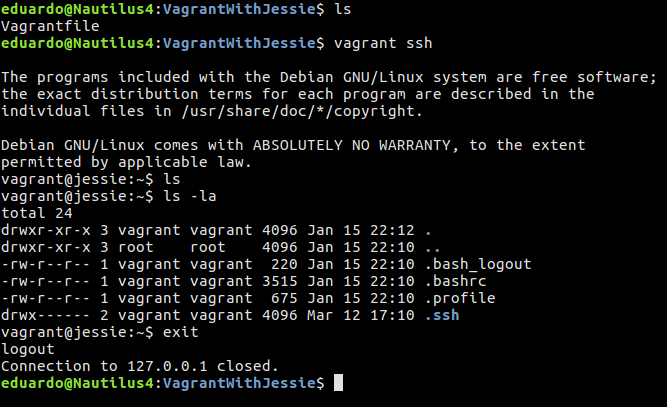 eduardo@Nautilus4:VagrantWithJessie$ ls
Vagrantfile
eduardo@Nautilus4:VagrantWithJessie$ vagrant ssh

The programs included with the Debian GNU/Linux system are free software;
the exact distribution terms for each program are described in the
individual files in /usr/share/doc/*/copyright.

Debian GNU/Linux comes with ABSOLUTELY NO WARRANTY, to the extent
permitted by applicable law.
vagrant@jessie:~$ ls
vagrant@jessie:~$ ls -la
total 24
drwxr-xr-x 3 vagrant vagrant 4096 Jan 15 22:12 .
drwxr-xr-x 3 root    root    4096 Jan 15 22:10 ..
-rw-r--r-- 1 vagrant vagrant  220 Jan 15 22:10 .bash_logout
-rw-r--r-- 1 vagrant vagrant 3515 Jan 15 22:10 .bashrc
-rw-r--r-- 1 vagrant vagrant  675 Jan 15 22:10 .profile
drwx------ 2 vagrant vagrant 4096 Mar 12 17:10 .ssh
vagrant@jessie:~$ exit
logout
Connection to 127.0.0.1 closed.
eduardo@Nautilus4:VagrantWithJessie$